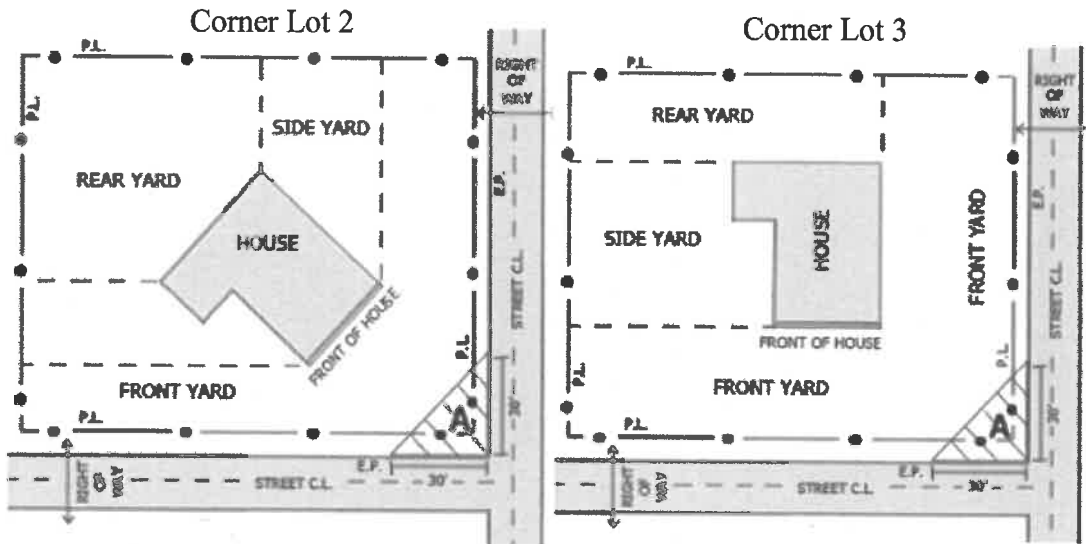 Corner Lot 2
P.L.
P.L.
RIGHT
OF
WAY
SIDE YARD
REAR YARD
E.P.
HOUSE
STREET C.L.
FRONT OF HOUSE
P.L.
FRONT YARD
A
30'
P.L.
E.P.
RIGHT
OF
WAY
STREET C.L.
30'
Corner Lot 3
P.L.
RIGHT
OF
WAY
REAR YARD
E.P.
SIDE YARD
HOUSE
FRONT YARD
STREET C.L.
FRONT OF HOUSE
P.L.
P.L.
FRONT YARD
A
30'
P.L.
E.P.
RIGHT
OF
WAY
STREET C.L.
30'